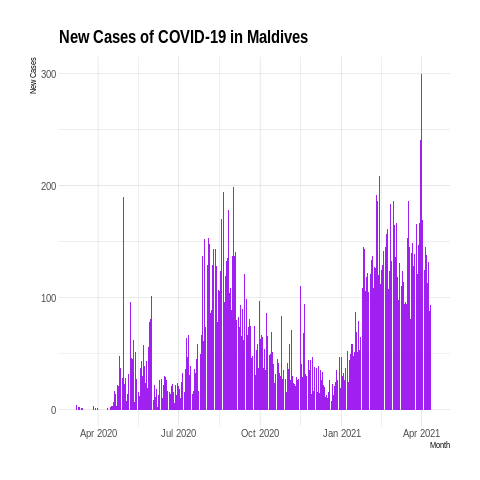 New Cases of COVID-19 in Maldives
New Cases
300
200
100
0
Apr 2020
Jul 2020
Oct 2020
Jan 2021
Apr 2021
Month